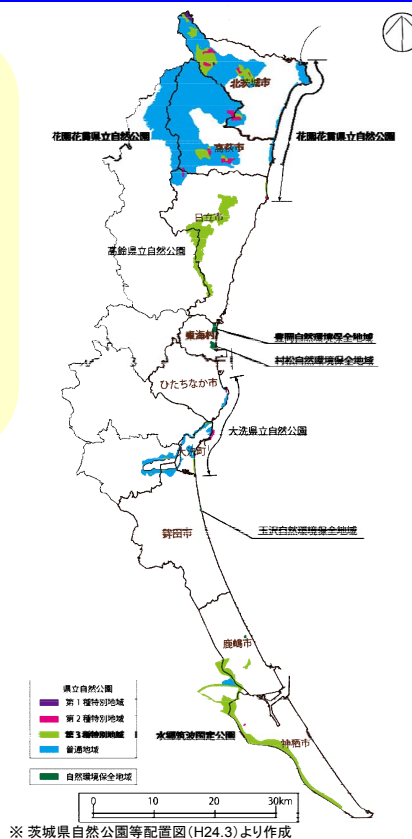 北茨城市
花園花貫県立自然公園
花園花貫県立自然公園
高萩市
日立市
高鈴県立自然公園
東海村
豊岡自然環境保全地域
村松自然環境保全地域
ひたちなか市
大洗県立自然公園
大洗町
玉沢自然環境保全地域
鉾田市
鹿嶋市
県立自然公園
第1種特別地域
第2種特別地域
第3種特別地域
普通地域
自然環境保全地域
水郷筑波国定公園
神栖市
0 10 20 30km
※ 茨城県自然公園等配置図(H24.3)より作成